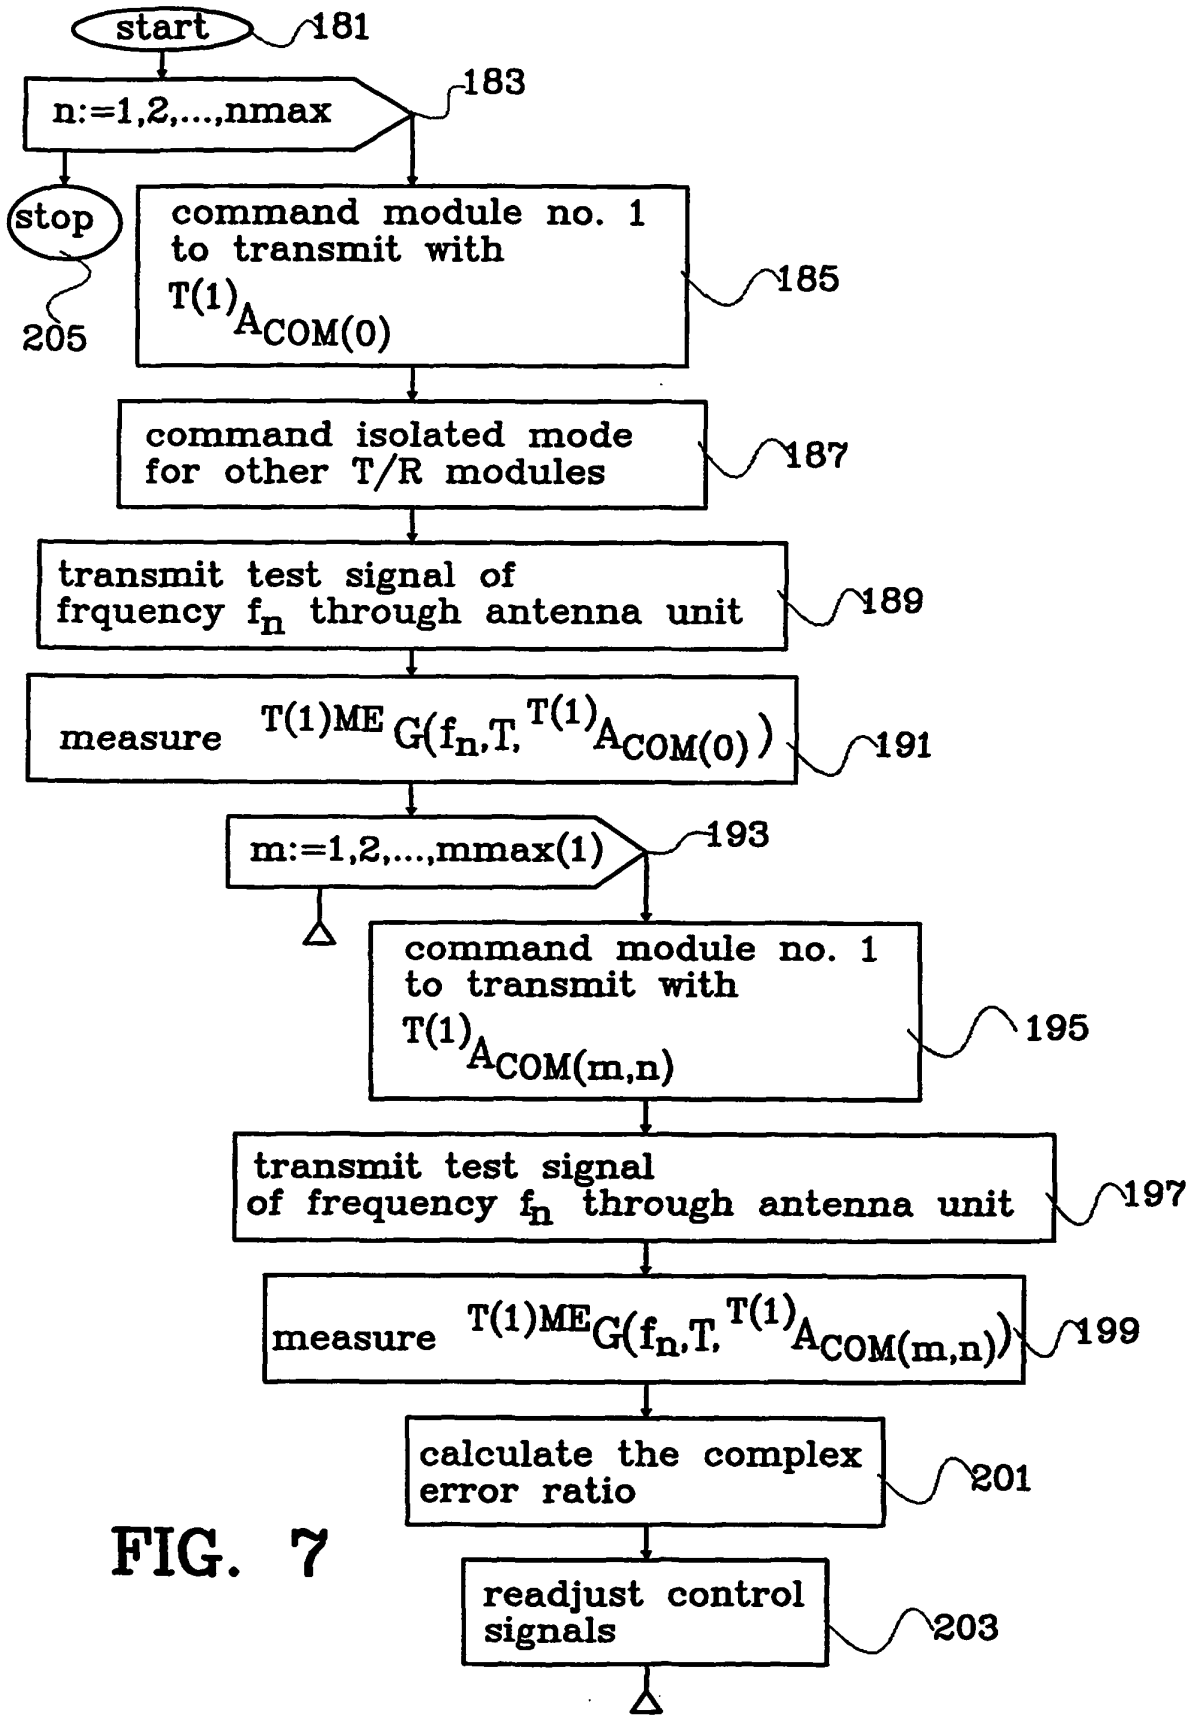 start
181
n:=1,2,...,nmax
183
stop
205
command module no. 1
to transmit with
T(1)ACOM(0)
185
command isolated mode
for other T/R modules
187
transmit test signal of
frquency fn through antenna unit
189
measure T(1)ME G(fn,T, T(1)ACOM(0))
191
m:=1,2,...,mmax(1)
193
command module no. 1
to transmit with
T(1)ACOM(m,n)
195
transmit test signal
of frequency fn through antenna unit
197
measure T(1)MEG(fn,T, T(1)ACOM(m,n))
199
calculate the complex
error ratio
201
readjust control
signals
203
FIG. 7